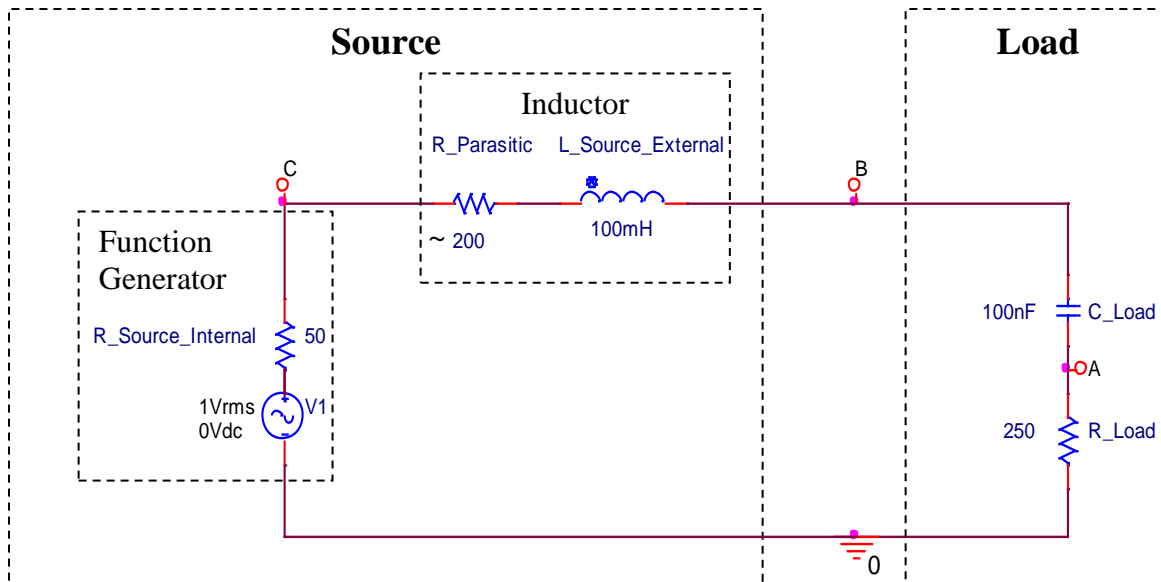 Source
Load
Inductor
R_Parasitic L_Source_External
C
B
~ 200
100mH
Function
Generator
R_Source_Internal 50
100nF C_Load
A
1Vrms V1
0Vdc
+
-
250 R_Load
0